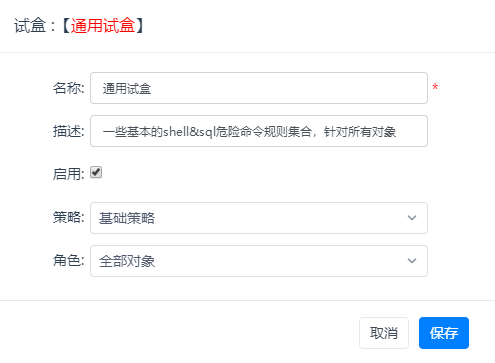 试盒 :【通用试盒】
名称: 通用试盒 *
描述: 一些基本的shell&sql危险命令规则集合，针对所有对象
启用:
策略: 基础策略
角色: 全部对象
取消 保存